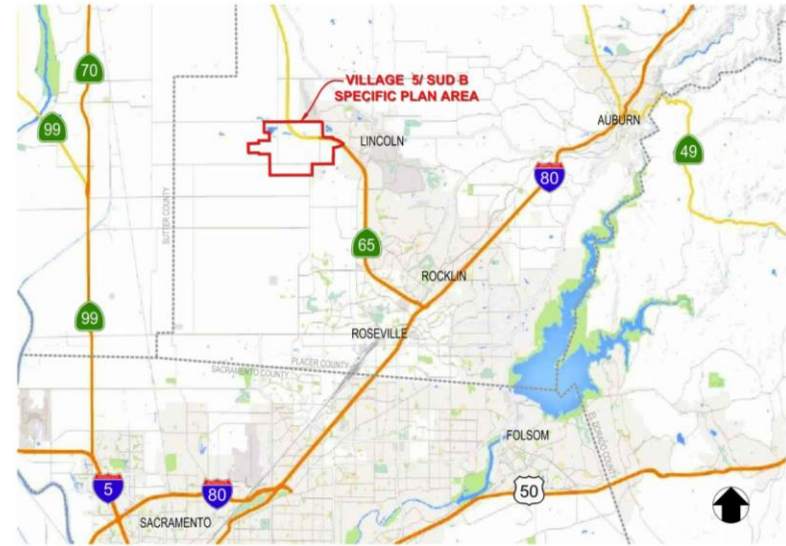 70
99
VILLAGE 5/ SUD B
SPECIFIC PLAN AREA
LINCOLN
AUBURN
49
80
SUTTER COUNTY
65
ROCKLIN
99
ROSEVILLE
PLACER COUNTY
SACRAMENTO COUNTY
EL DORADO COUNTY
FOLSOM
5
80
50
SACRAMENTO